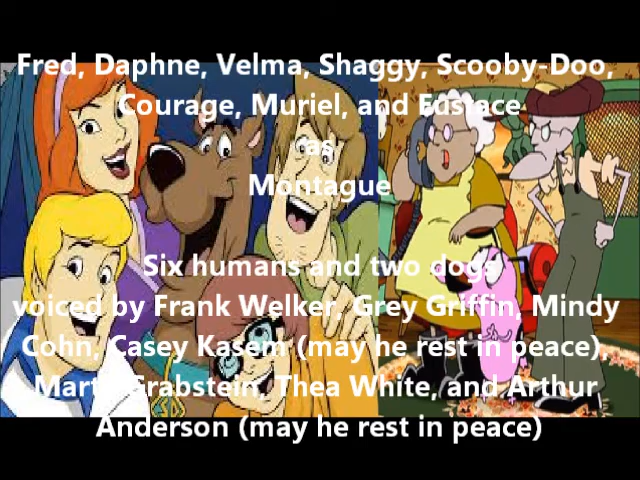 Fred, Daphne, Velma, Shaggy, Scooby-Doo,
Courage, Muriel, and Eustace
as
Montague
Six humans and two dogs
voiced by Frank Welker, Grey Griffin, Mindy
Cohn, Casey Kasem (may he rest in peace),
Marty Grabstein, Thea White, and Arthur
Anderson (may he rest in peace)